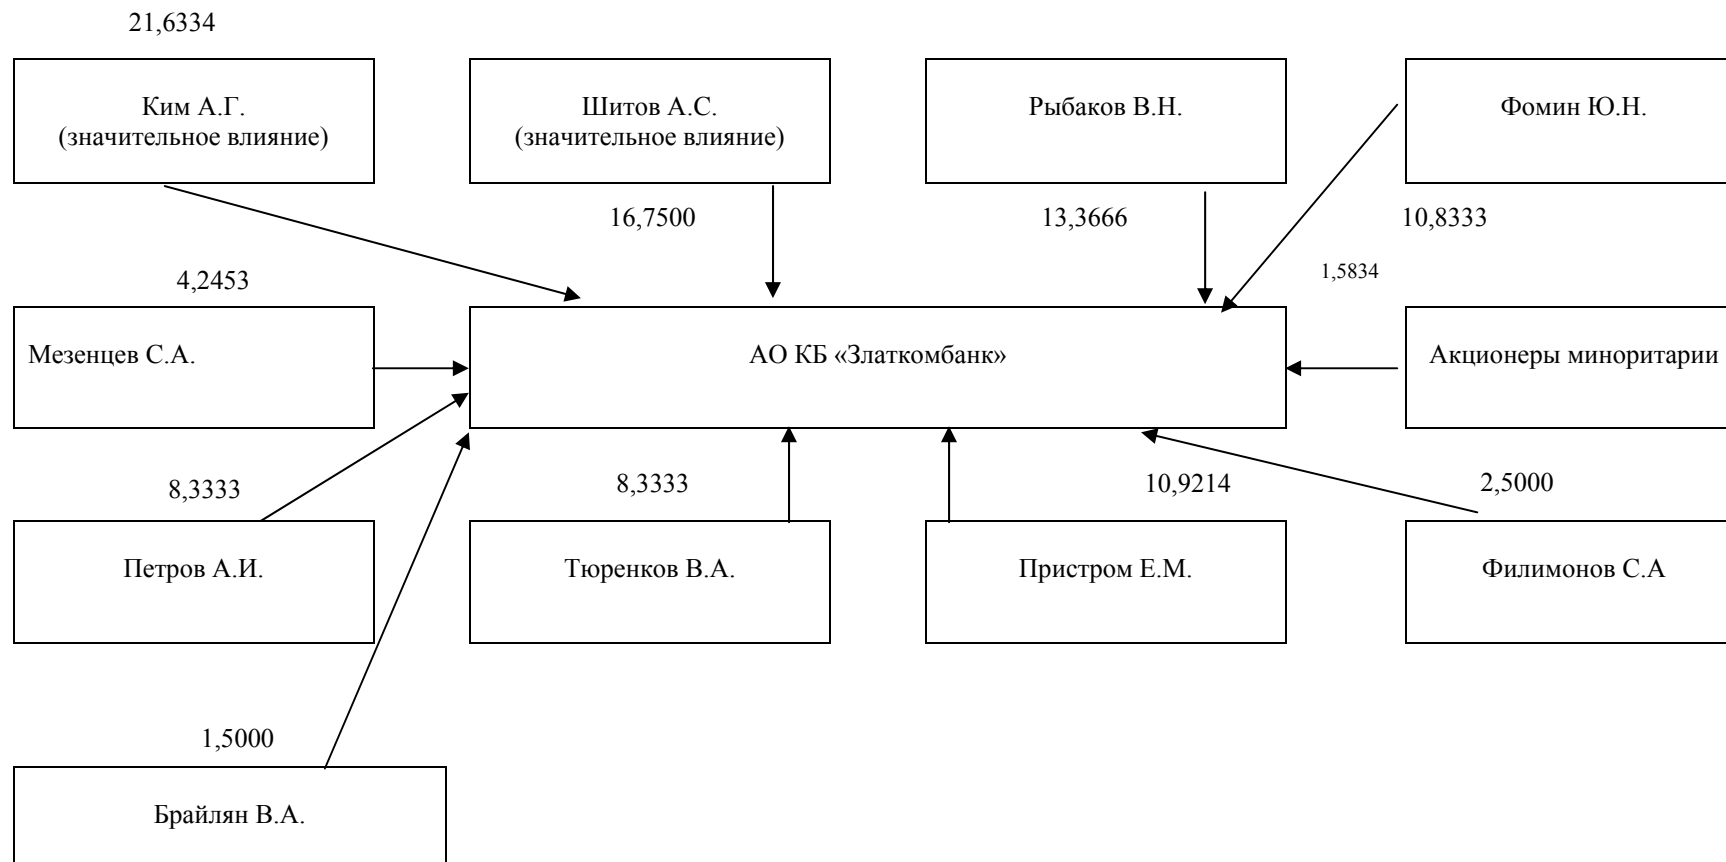 21,6334
Ким А.Г.
(значительное влияние)
Шитов А.С.
(значительное влияние)
Рыбаков В.Н.
Фомин Ю.Н.
16,7500
13,3666
10,8333
4,2453
1,5834
Мезенцев С.А.
АО КБ «Златкомбанк»
Акционеры миноритарии
8,3333
8,3333
10,9214
2,5000
Петров А.И.
Тюренков В.А.
Пристром Е.М.
Филимонов С.А
1,5000
Брайлян В.А.